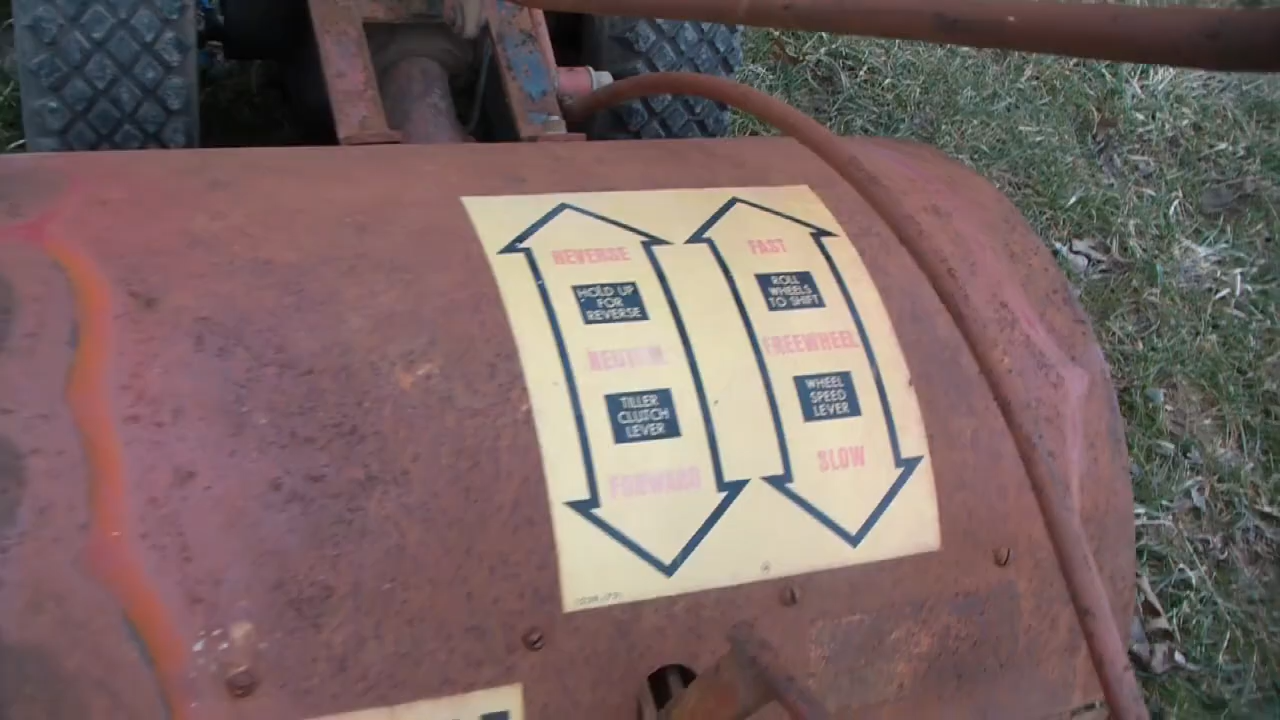 REVERSE
HOLD UP
FOR
REVERSE
NEUTRAL
TILLER
CLUTCH
LEVER
FORWARD
FAST
ROLL
WHEELS
TO SHIFT
FREEWHEEL
WHEEL
SPEED
LEVER
SLOW